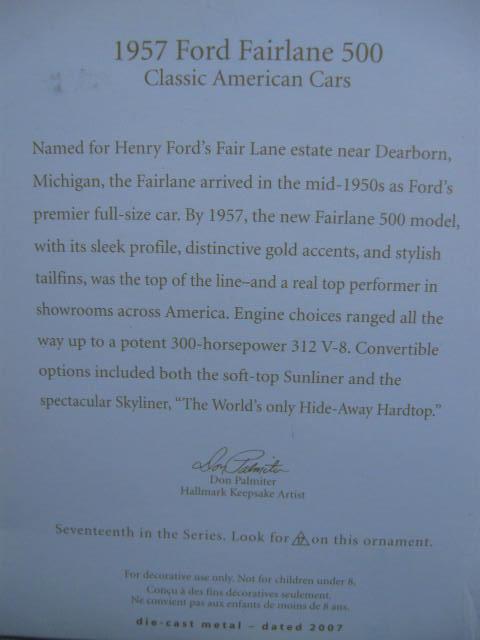 1957 Ford Fairlane 500
Classic American Cars
Named for Henry Ford's Fair Lane estate near Dearborn,
Michigan, the Fairlane arrived in the mid-1950s as Ford's
premier full-size car. By 1957, the new Fairlane 500 model,
with its sleek profile, distinctive gold accents, and stylish
tailfins, was the top of the line–and a real top performer in
showrooms across America. Engine choices ranged all the
way up to a potent 300-horsepower 312 V-8. Convertible
options included both the soft-top Sunliner and the
spectacular Skyliner, “The World's only Hide-Away Hardtop.”
Don Palmiter
Don Palmiter
Hallmark Keepsake Artist
Seventeenth in the Series. Look for on this ornament.
For decorative use only. Not for children under 8.
Conçu à des fins décoratives seulement.
Ne convient pas aux enfants de moins de 8 ans.
die-cast metal – dated 2007